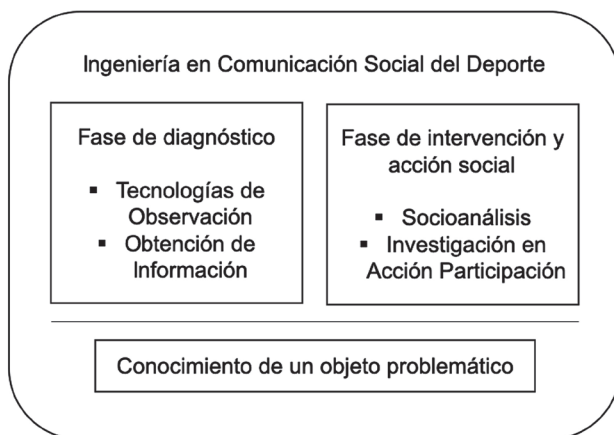 Ingeniería en Comunicación Social del Deporte
Fase de diagnóstico
▪ Tecnologías de
Observación
▪ Obtención de
Información
Fase de intervención y
acción social
▪ Socioanálisis
▪ Investigación en
Acción Participación
Conocimiento de un objeto problemático